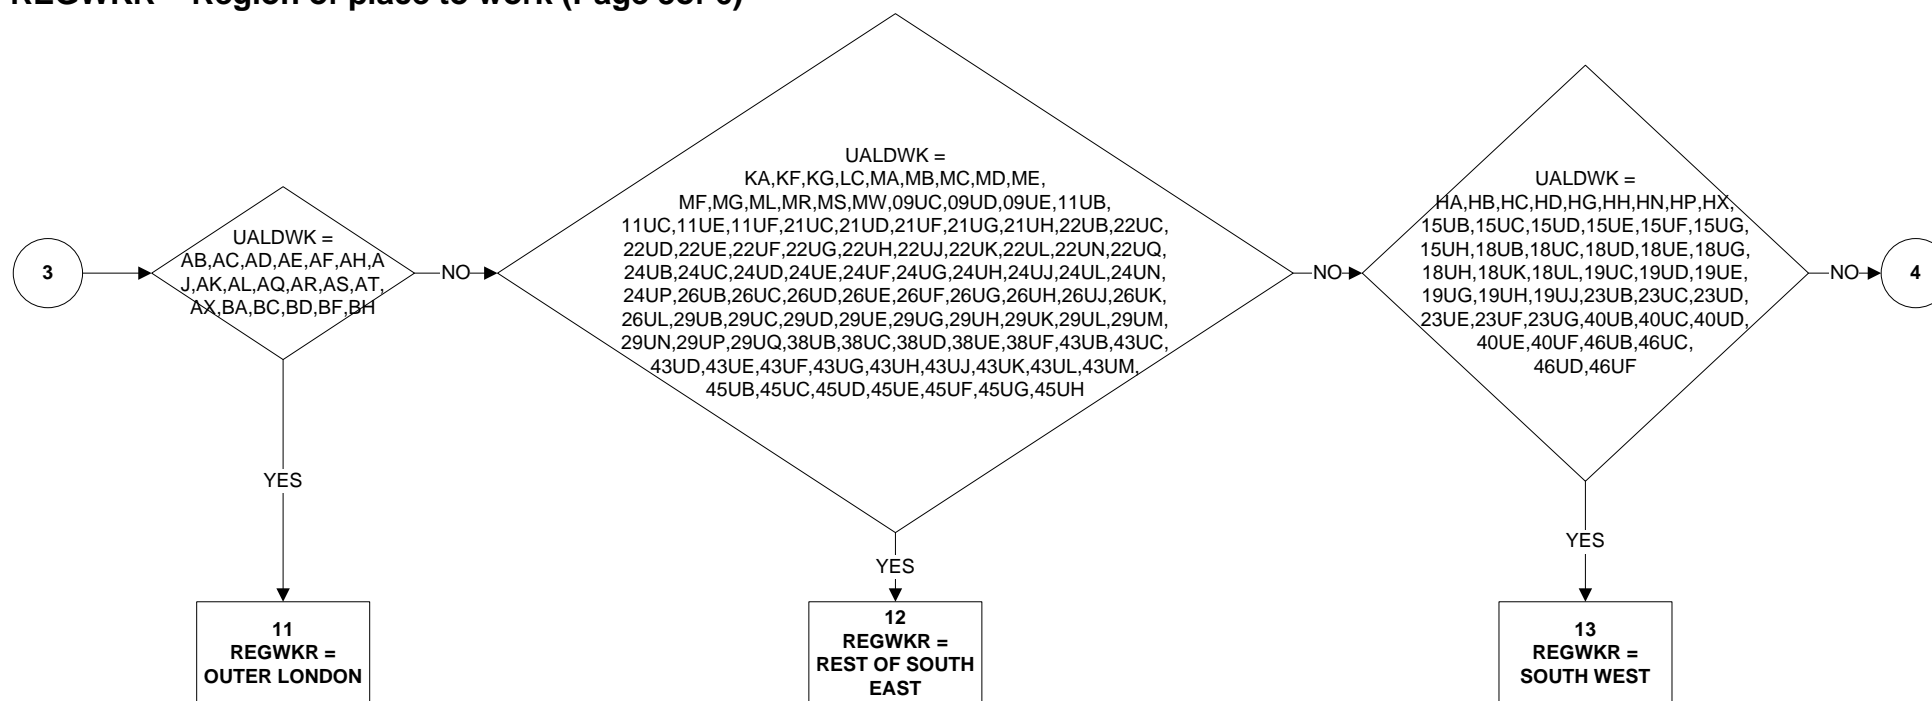 REGWKR – Region of place to work (Page 3of 6)
3
UALDWK =
AB,AC,AD,AE,AF,AH,A
J,AK,AL,AQ,AR,AS,AT,
AX,BA,BC,BD,BF,BH
NO
YES
11
REGWKR =
OUTER LONDON
UALDWK =
KA,KF,KG,LC,MA,MB,MC,MD,ME,
MF,MG,ML,MR,MS,MW,09UC,09UD,09UE,11UB,
11UC,11UE,11UF,21UC,21UD,21UF,21UG,21UH,22UB,22UC,
22UD,22UE,22UF,22UG,22UH,22UJ,22UK,22UL,22UN,22UQ,
24UB,24UC,24UD,24UE,24UF,24UG,24UH,24UJ,24UL,24UN,
24UP,26UB,26UC,26UD,26UE,26UF,26UG,26UH,26UJ,26UK,
26UL,29UB,29UC,29UD,29UE,29UG,29UH,29UK,29UL,29UM,
29UN,29UP,29UQ,38UB,38UC,38UD,38UE,38UF,43UB,43UC,
43UD,43UE,43UF,43UG,43UH,43UJ,43UK,43UL,43UM,
45UB,45UC,45UD,45UE,45UF,45UG,45UH
NO
YES
12
REGWKR =
REST OF SOUTH
EAST
UALDWK =
HA,HB,HC,HD,HG,HH,HN,HP,HX,
15UB,15UC,15UD,15UE,15UF,15UG,
15UH,18UB,18UC,18UD,18UE,18UG,
18UH,18UK,18UL,19UC,19UD,19UE,
19UG,19UH,19UJ,23UB,23UC,23UD,
23UE,23UF,23UG,40UB,40UC,40UD,
40UE,40UF,46UB,46UC,
46UD,46UF
NO
YES
13
REGWKR =
SOUTH WEST
4